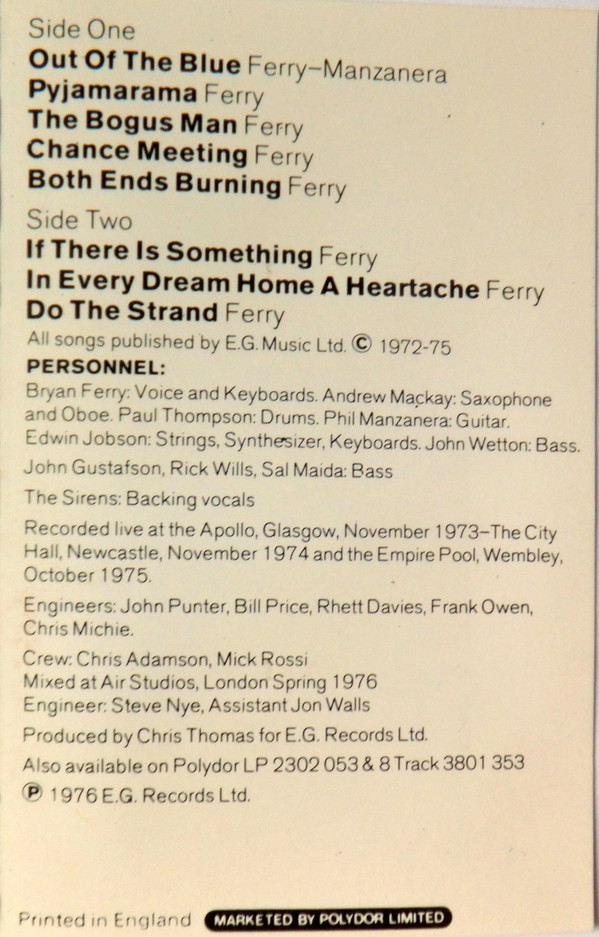 Side One
Out Of The Blue Ferry–Manzanera
Pyjamarama Ferry
The Bogus Man Ferry
Chance Meeting Ferry
Both Ends Burning Ferry
Side Two
If There Is Something Ferry
In Every Dream Home A Heartache Ferry
Do The Strand Ferry
All songs published by E.G. Music Ltd. © 1972-75
PERSONNEL:
Bryan Ferry: Voice and Keyboards. Andrew Mackay: Saxophone
and Oboe. Paul Thompson: Drums. Phil Manzanera: Guitar.
Edwin Jobson: Strings, Synthesizer, Keyboards. John Wetton: Bass.
John Gustafson, Rick Wills, Sal Maida: Bass
The Sirens: Backing vocals
Recorded live at the Apollo, Glasgow, November 1973–The City
Hall, Newcastle, November 1974 and the Empire Pool, Wembley,
October 1975.
Engineers: John Punter, Bill Price, Rhett Davies, Frank Owen,
Chris Michie.
Crew: Chris Adamson, Mick Rossi
Mixed at Air Studios, London Spring 1976
Engineer: Steve Nye, Assistant Jon Walls
Produced by Chris Thomas for E.G. Records Ltd.
Also available on Polydor LP 2302 053 & 8 Track 3801 353
℗ 1976 E.G. Records Ltd.
Printed in England MARKETED BY POLYDOR LIMITED